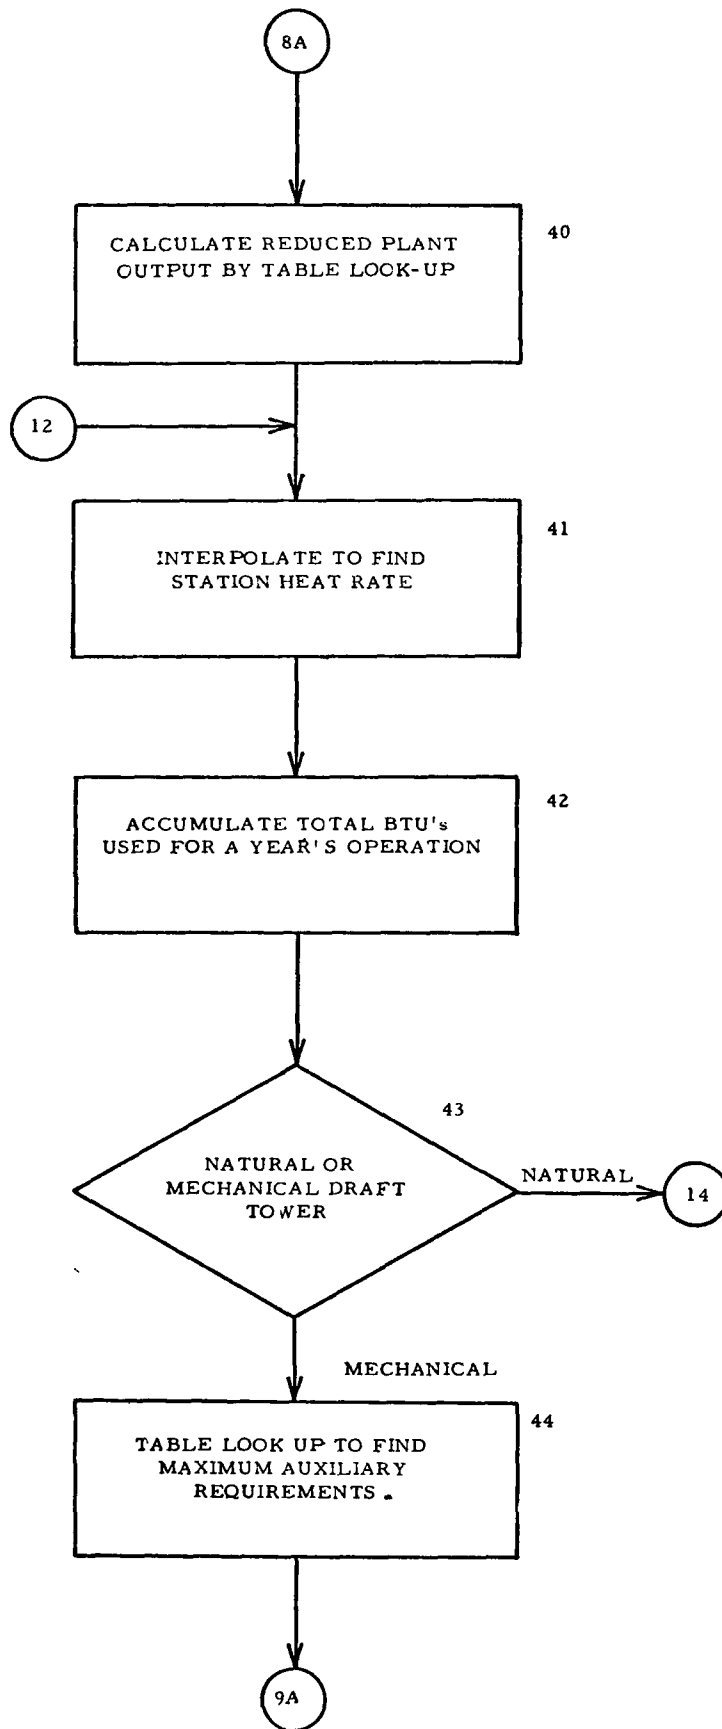 8A
CALCULATE REDUCED PLANT
OUTPUT BY TABLE LOOK-UP
40
12
INTERPOLATE TO FIND
STATION HEAT RATE
41
ACCUMULATE TOTAL BTU's
USED FOR A YEAR'S OPERATION
42
43
NATURAL OR
MECHANICAL DRAFT
TOWER
NATURAL
14
MECHANICAL
TABLE LOOK UP TO FIND
MAXIMUM AUXILIARY
REQUIREMENTS.
44
9A